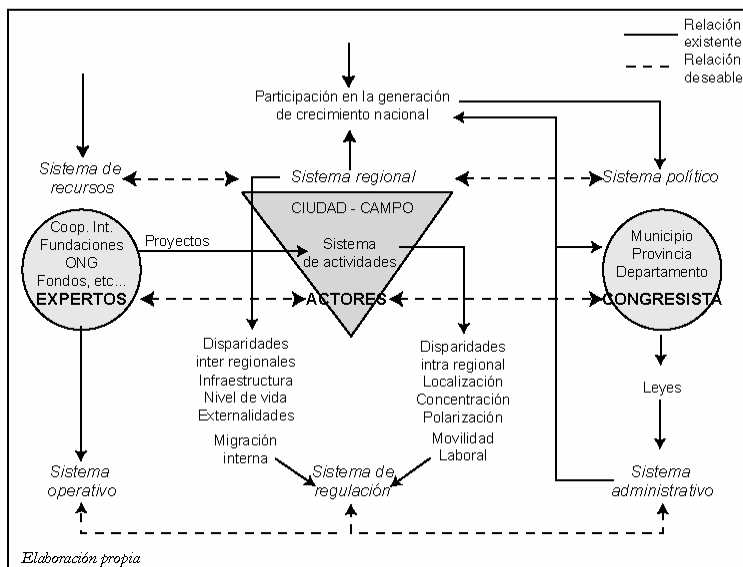 Relación
existente
Relación
deseable
Participación en la generación
de crecimiento nacional
Sistema de
recursos
Sistema regional
Sistema político
CIUDAD - CAMPO
Coop. Int.
Fundaciones
ONG
Fondos, etc...
EXPERTOS
Proyectos
Sistema
de actividades
ACTORES
Municipio
Provincia
Departamento
CONGRESISTA
Disparidades
inter regionales
Infraestructura
Nivel de vida
Externalidades
Migración
interna
Disparidades
intra regional
Localización
Concentración
Polarización
Movilidad
Laboral
Leyes
Sistema
operativo
Sistema de
regulación
Sistema
administrativo
Elaboración propia